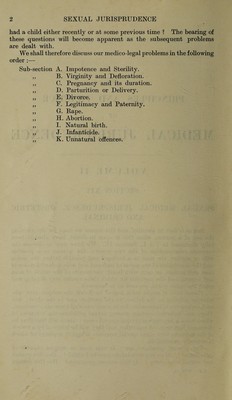 2 SEXUAL JURISPRUDENCE
had a child either recently or at some previous time ? The bearing of
these questions will become apparent as the subsequent problems
are dealt with.
We shall therefore discuss our medico-legal problems in the following
order :—
Sub-section A. Impotence and Sterility.
„ B. Virginity and Defloration.
„ C. Pregnancy and its duration.
„ D. Parturition or Delivery.
„ E. Divorce.
„ F. Legitimacy and Paternity.
„ G. Rape.
„ H. Abortion.
„ I. Natural birth.
„ J. Infanticide.
„ K. Unnatural offences.